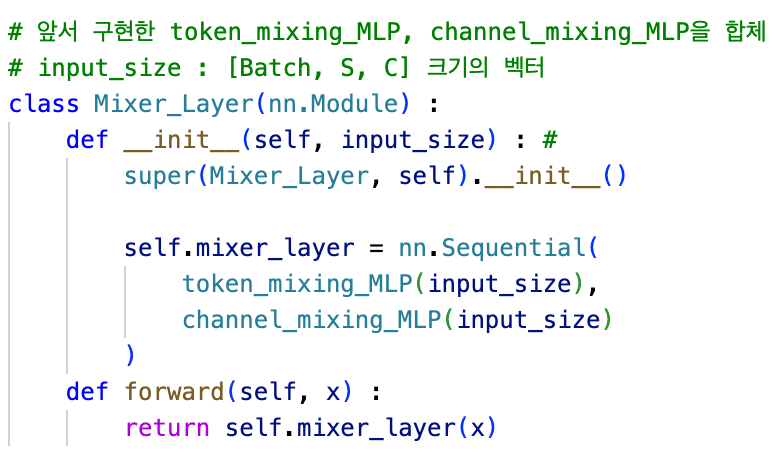 # 앞서 구현한 token_mixing_MLP, channel_mixing_MLP을 합체
# input_size : [Batch, S, C] 크기의 벡터
class Mixer_Layer(nn.Module) :
    def __init__(self, input_size) : #
        super(Mixer_Layer, self).__init__()

        self.mixer_layer = nn.Sequential(
            token_mixing_MLP(input_size),
            channel_mixing_MLP(input_size)
        )
    def forward(self, x) :
        return self.mixer_layer(x)